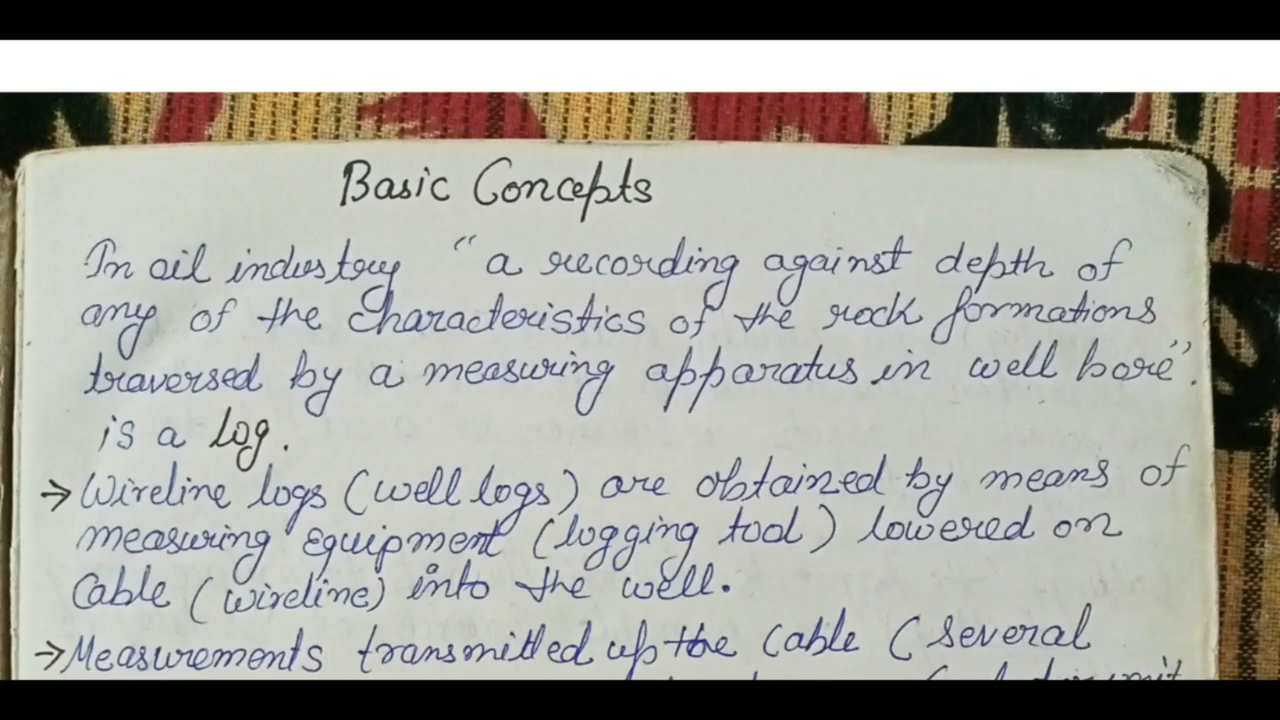 Basic Concepts
In oil industory "a recording against depth of
any of the characteristics of the rock formations
traversed by a measuring apparatus in well bore".
is a log.
→ Wireline logs (well logs) are obtained by means of
measuring equipment (logging tool) lowered on
Cable (wireline) into the well.
→ Measurements transmitted up the cable (several